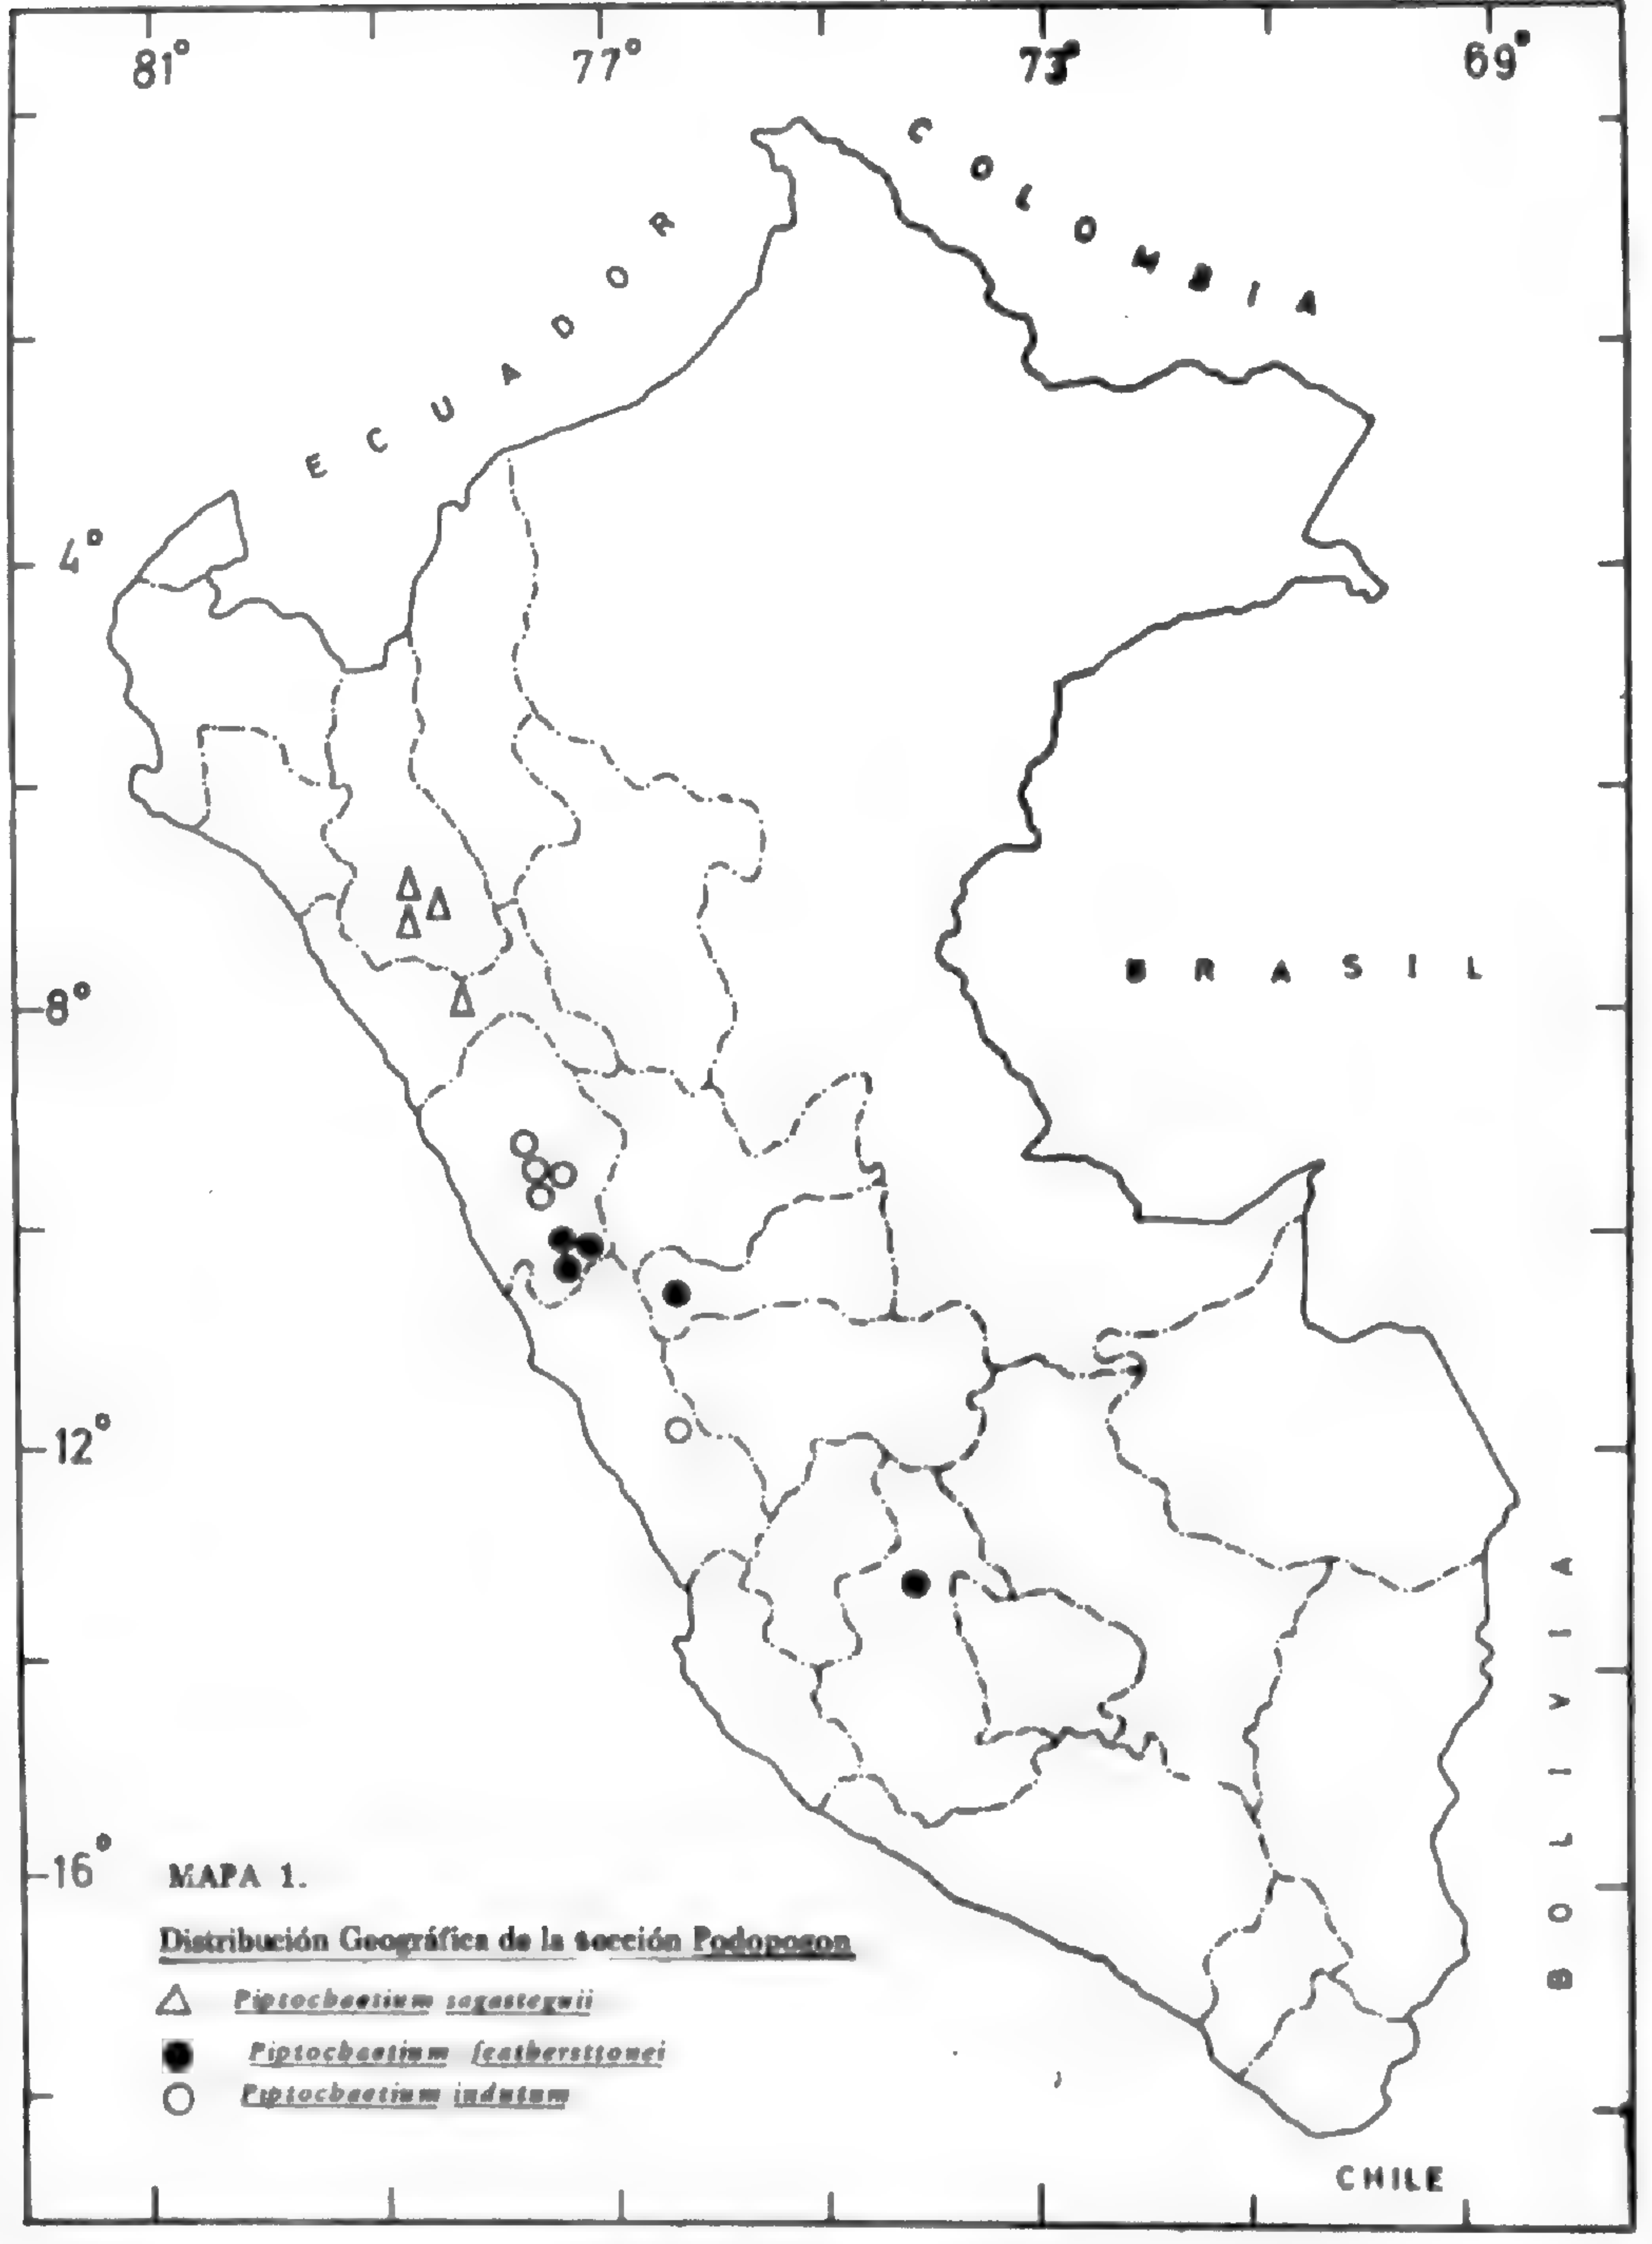 81° 77° 73° 69°
COLOMBIA
ECUADOR
4°
BRASIL
8°
12°
BOLIVIA
16°
MAPA 1.
Distribución Geográfica de la sección Podopogon
Piptochaetium sagasteguii
Piptochaetium featherstonei
Piptochaetium indutum
CHILE